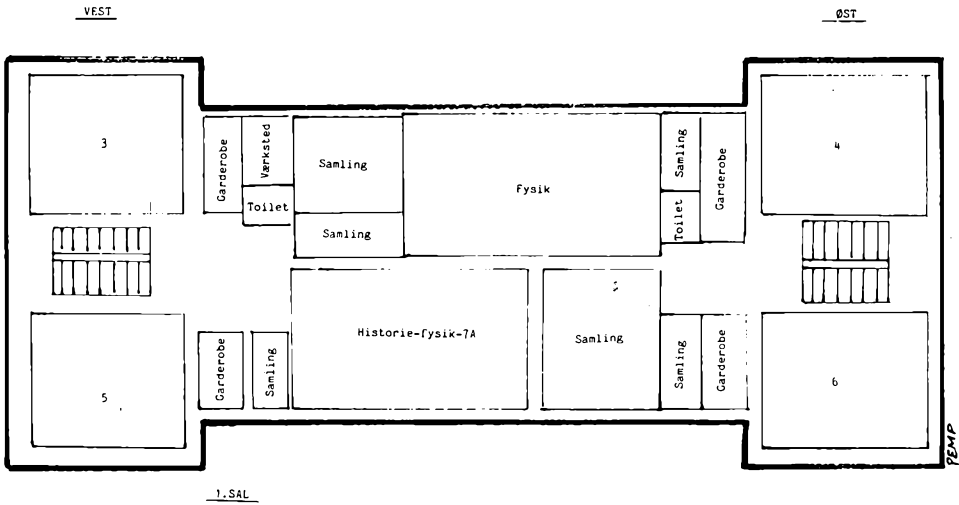 VEST
ØST
3
Garderobe
Værksted
Toilet
Samling
Samling
Fysik
Samling
Toilet
Garderobe
4
5
Garderobe
Samling
Historie-fysik-7A
Samling
Samling
Garderobe
6
PEMP
1.SAL